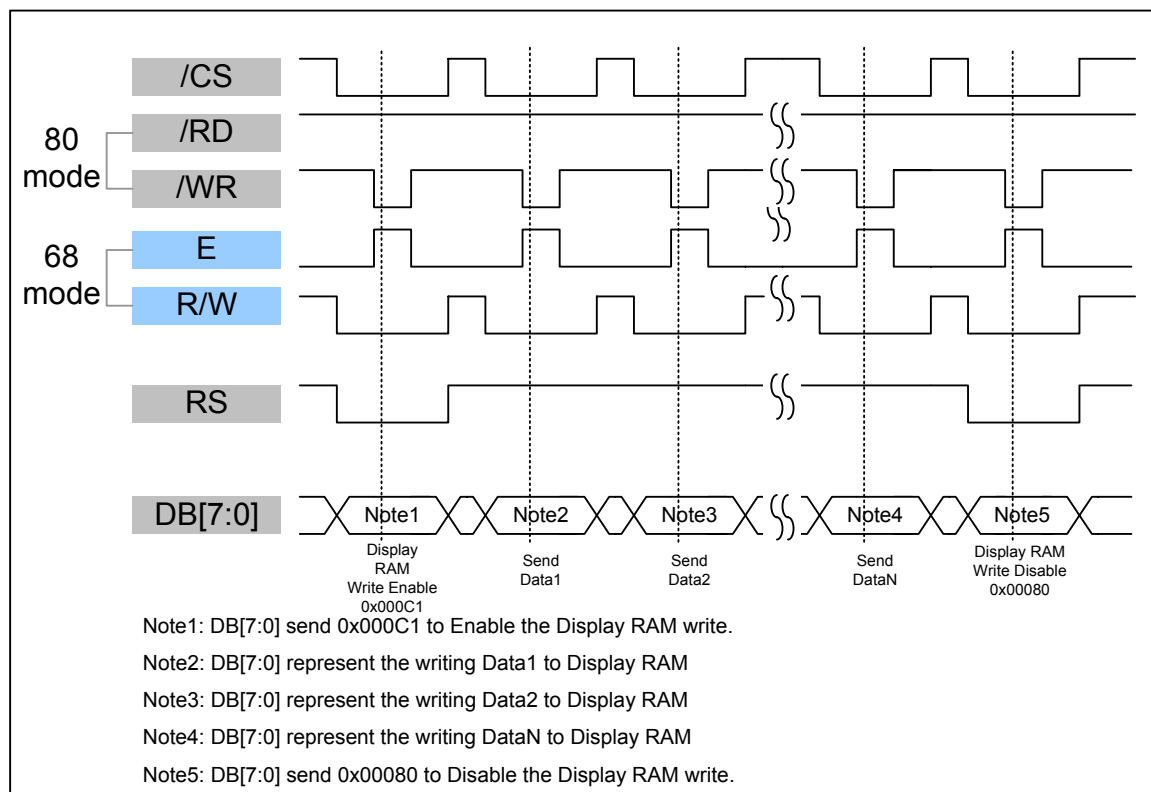 /CS
80
mode
/RD
/WR
68
mode
E
R/W
RS
DB[7:0]
Note1
Note2
Note3
Note4
Note5
Display
RAM
Write Enable
0x000C1
Send
Data1
Send
Data2
Send
DataN
Display RAM
Write Disable
0x00080
Note1: DB[7:0] send 0x000C1 to Enable the Display RAM write.
Note2: DB[7:0] represent the writing Data1 to Display RAM
Note3: DB[7:0] represent the writing Data2 to Display RAM
Note4: DB[7:0] represent the writing DataN to Display RAM
Note5: DB[7:0] send 0x00080 to Disable the Display RAM write.